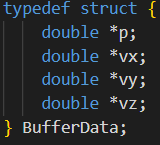 typedef struct {
    double *p;
    double *vx;
    double *vy;
    double *vz;
} BufferData;